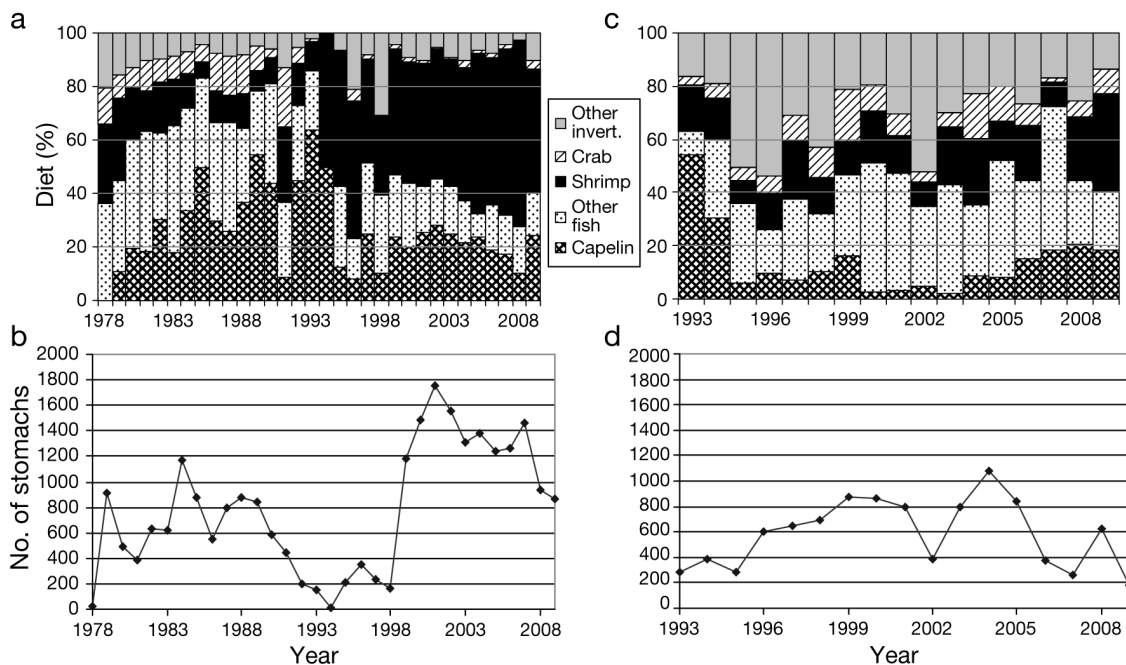 a
c
100
80
60
40
20
0
Diet (%)
1978 1983 1988 1993 1998 2003 2008
Other
invert.
Crab
Shrimp
Other
fish
Capelin
100
80
60
40
20
0
1993 1996 1999 2002 2005 2008
b
d
2000
1800
1600
1400
1200
1000
800
600
400
200
0
No. of stomachs
1978 1983 1988 1993 1998 2003 2008
Year
2000
1800
1600
1400
1200
1000
800
600
400
200
0
1993 1996 1999 2002 2005 2008
Year